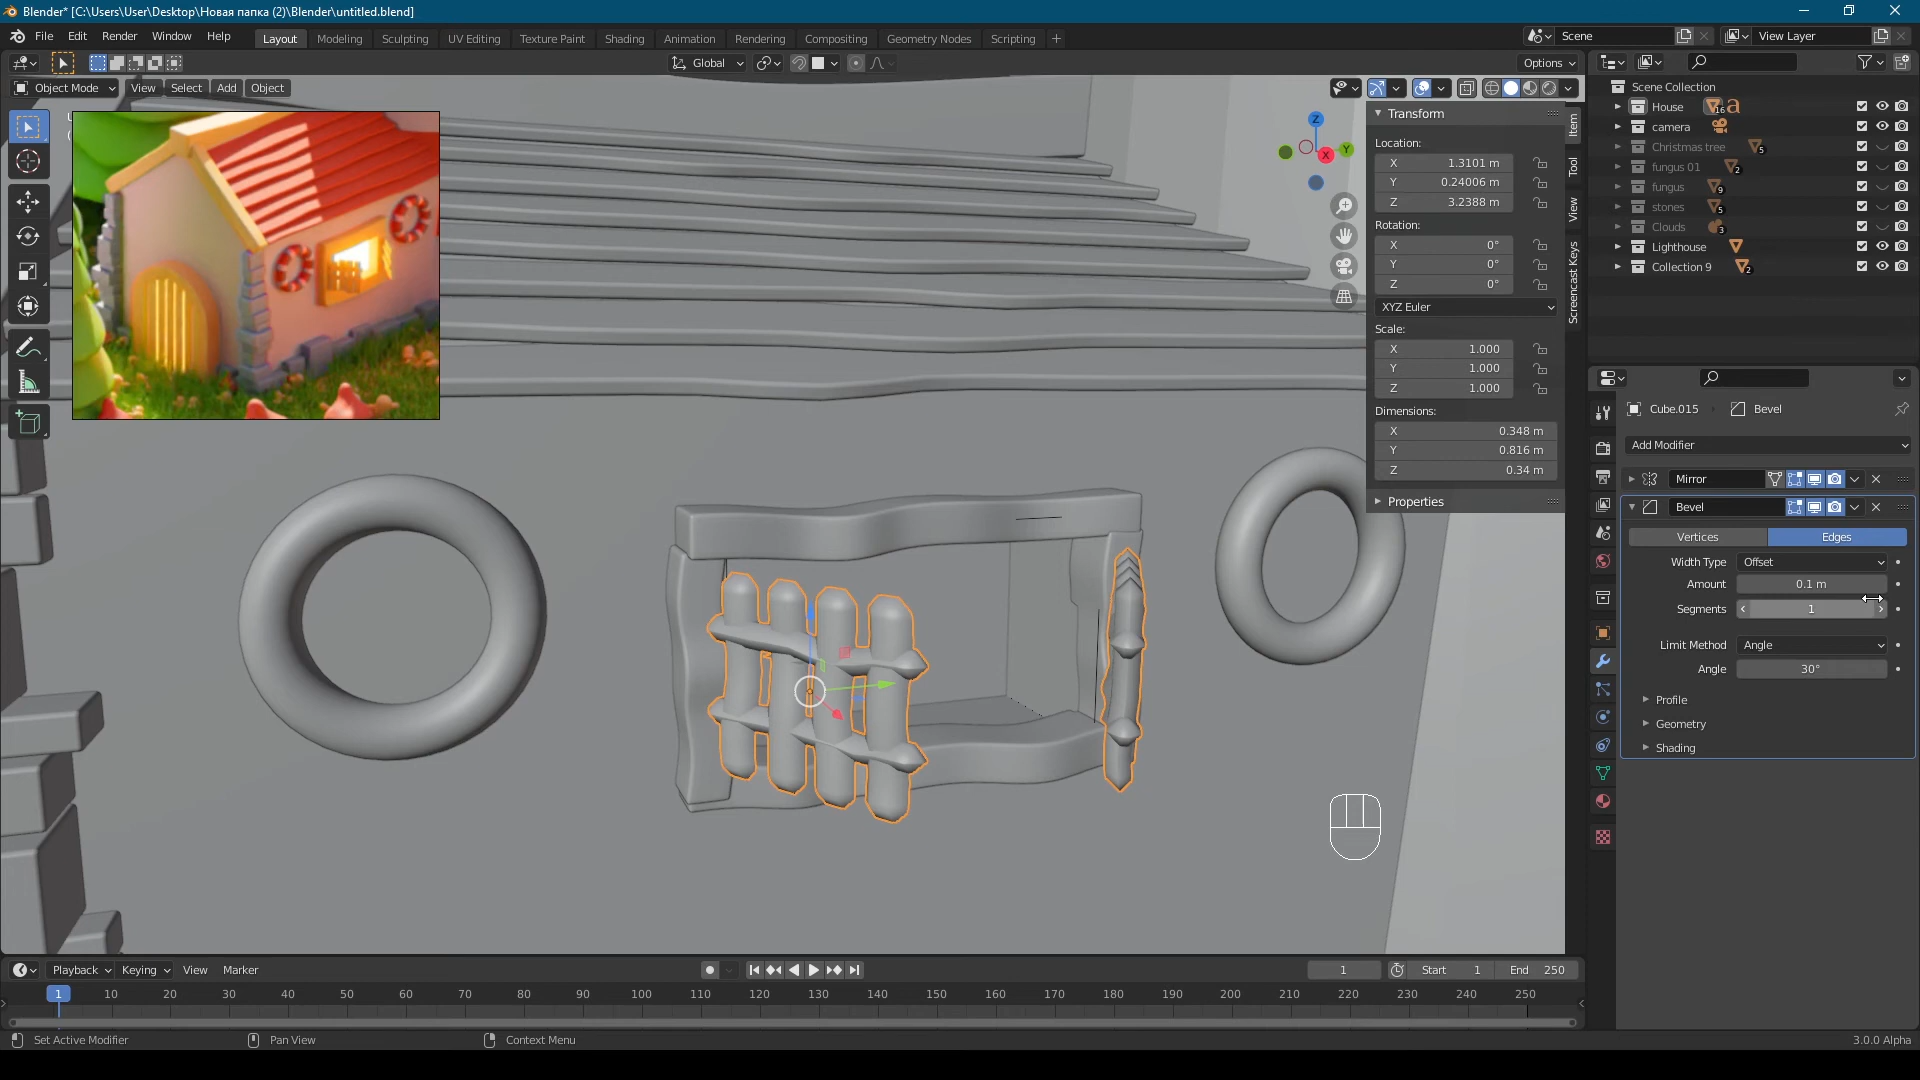 Blender* [C:\Users\User\Desktop\Новая папка (2)\Blender\untitled.blend]
File Edit Render Window Help Layout Modeling Sculpting UV Editing Texture Paint Shading Animation Rendering Compositing Geometry Nodes Scripting + Scene View Layer
Global Options
Object Mode View Select Add Object
Scene Collection
House 16
camera
Christmas tree 5
fungus 01 2
fungus 9
stones 5
Clouds 3
Lighthouse
Collection 9 2
Z
Y
X
Transform
Location:
X 1.3101 m
Y 0.24006 m
Z 3.2388 m
Rotation:
X 0°
Y 0°
Z 0°
XYZ Euler
Scale:
X 1.000
Y 1.000
Z 1.000
Dimensions:
X 0.348 m
Y 0.816 m
Z 0.34 m
Properties
Item
Tool
View
Screencast Keys
Cube.015 Bevel
Add Modifier
Mirror
Bevel
Vertices Edges
Width Type Offset
Amount 0.1 m
Segments 1
Limit Method Angle
Angle 30°
Profile
Geometry
Shading
Playback Keying View Marker 1 Start 1 End 250
1 10 20 30 40 50 60 70 80 90 100 110 120 130 140 150 160 170 180 190 200 210 220 230 240 250
Set Active Modifier Pan View Context Menu 3.0.0 Alpha